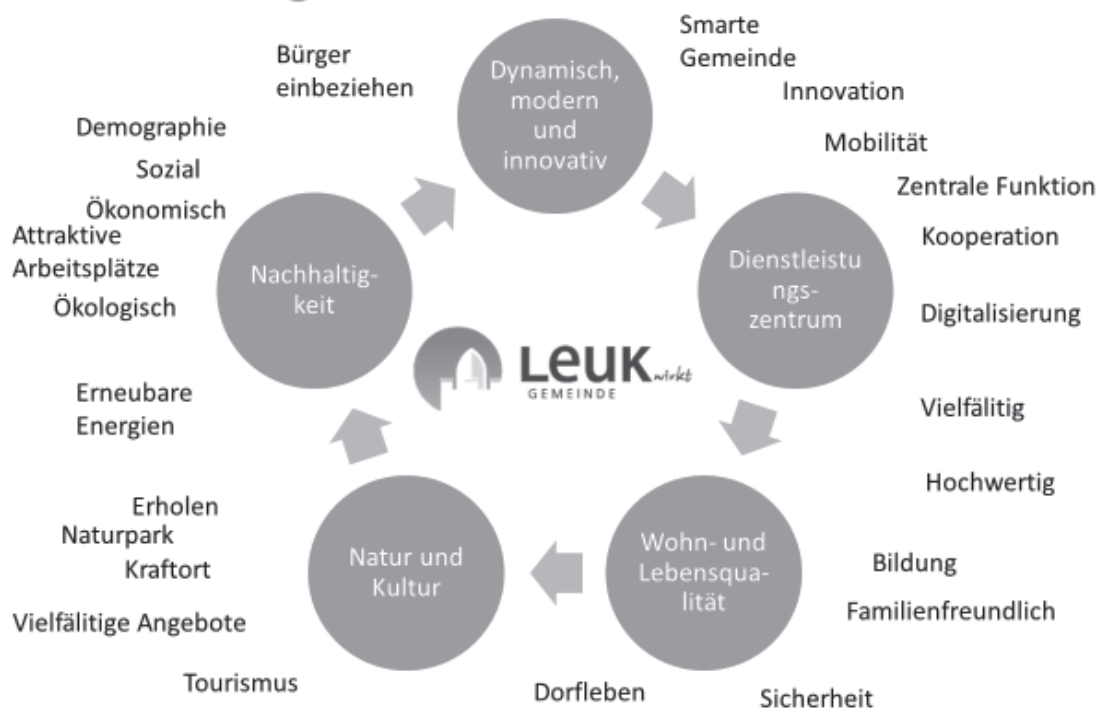 Bürger
einbeziehen
Dynamisch,
modern
und
innovativ
Smarte
Gemeinde
Innovation
Mobilität
Zentrale Funktion
Kooperation
Dienstleistu
ngs-
zentrum
Digitalisierung
Vielfälitig
Hochwertig
Wohn- und
Lebensqua-
lität
Bildung
Familienfreundlich
Sicherheit
Dorfleben
Natur und
Kultur
Erholen
Naturpark
Kraftort
Vielfälitige Angebote
Tourismus
Nachhaltig-
keit
Demographie
Sozial
Ökonomisch
Attraktive
Arbeitsplätze
Ökologisch
Erneubare
Energien
Leuk wirkt
GEMEINDE